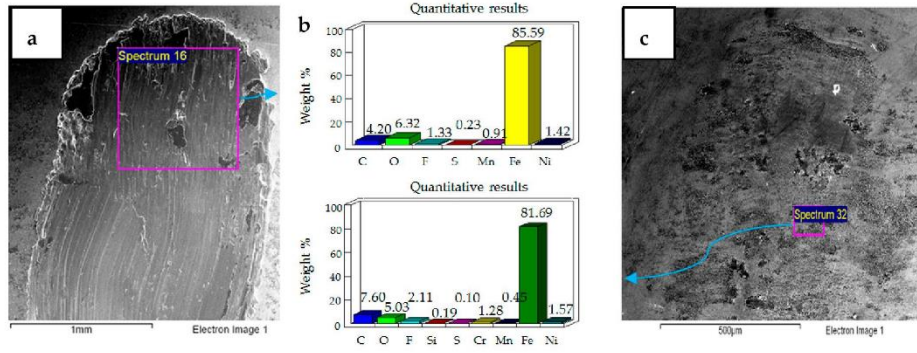 a
Spectrum 16
1mm
Electron Image 1
b
Quantitative results
Weight %
100
80
60
40
20
0
4.20 6.32 1.33 0.23 0.91 85.59 1.42
C O F S Mn Fe Ni
Quantitative results
Weight %
100
80
60
40
20
0
7.60 5.03 2.11 0.19 0.10 1.28 0.45 81.69 1.57
C O F Si S Cr Mn Fe Ni
c
Spectrum 32
500μm
Electron Image 1